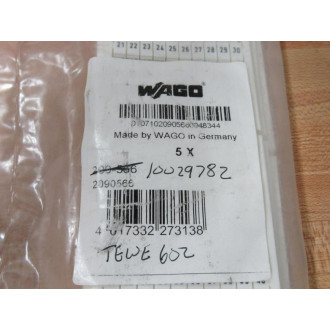 21 22 23 24 25 26 27 28 29 30
WAGO
Made by WAGO in Germany
5 X
209-566 10029782
2090566
4 017332 273138
TEWE 602